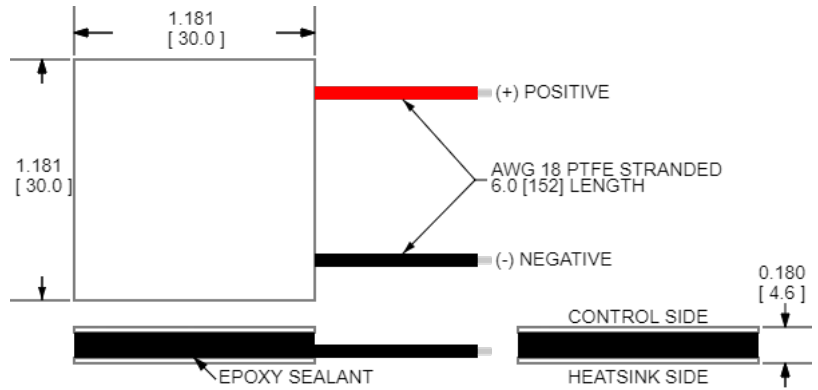 1.181
[ 30.0 ]
(+) POSITIVE
1.181
[ 30.0 ]
AWG 18 PTFE STRANDED
6.0 [152] LENGTH
(-) NEGATIVE
0.180
[ 4.6 ]
CONTROL SIDE
EPOXY SEALANT
HEATSINK SIDE